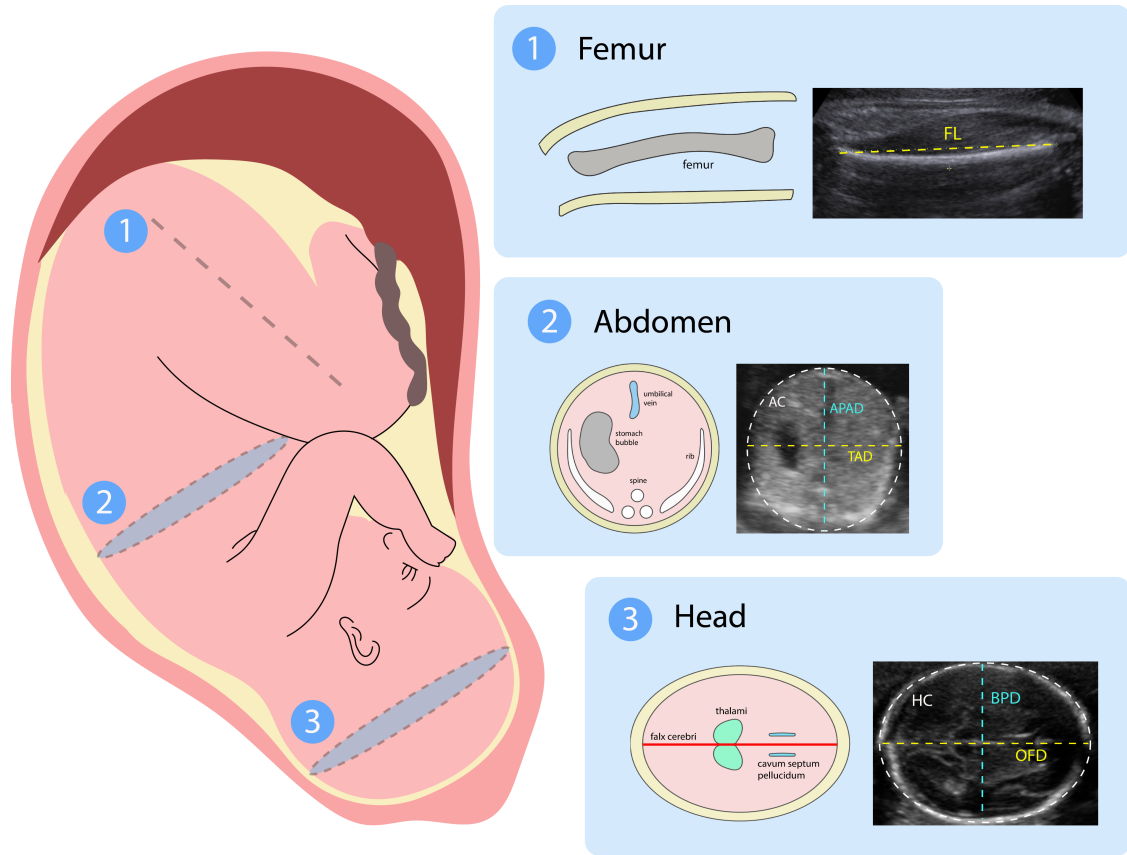 1
2
3
1 Femur
femur
FL
2 Abdomen
umbilical
vein
stomach
bubble
rib
spine
AC
APAD
TAD
3 Head
thalami
falx cerebri
cavum septum
pellucidum
HC
BPD
OFD